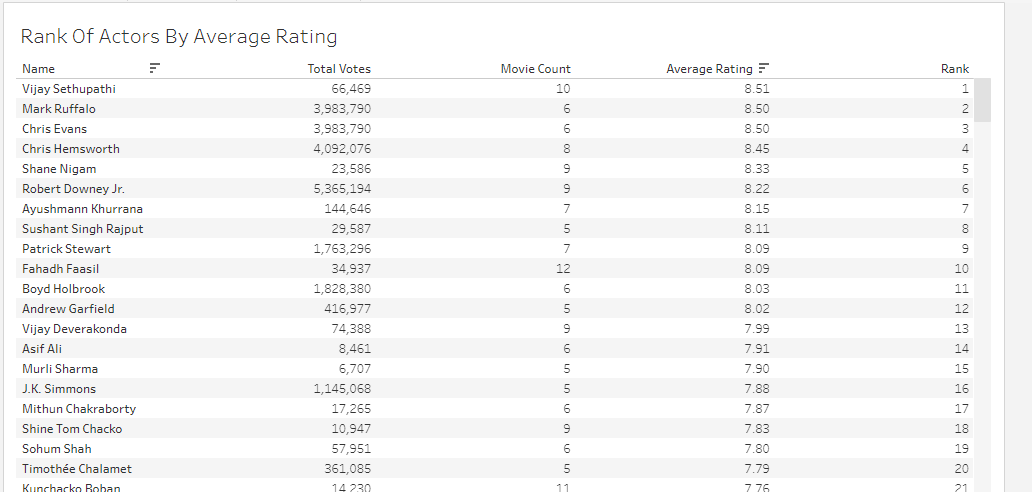 Rank Of Actors By Average Rating
Name Total Votes Movie Count Average Rating Rank
Vijay Sethupathi 66,469 10 8.51 1
Mark Ruffalo 3,983,790 6 8.50 2
Chris Evans 3,983,790 6 8.50 3
Chris Hemsworth 4,092,076 8 8.45 4
Shane Nigam 23,586 9 8.33 5
Robert Downey Jr. 5,365,194 9 8.22 6
Ayushmann Khurrana 144,646 7 8.15 7
Sushant Singh Rajput 29,587 5 8.11 8
Patrick Stewart 1,763,296 7 8.09 9
Fahadh Faasil 34,937 12 8.09 10
Boyd Holbrook 1,828,380 6 8.03 11
Andrew Garfield 416,977 5 8.02 12
Vijay Deverakonda 74,388 9 7.99 13
Asif Ali 8,461 6 7.91 14
Murli Sharma 6,707 5 7.90 15
J.K. Simmons 1,145,068 5 7.88 16
Mithun Chakraborty 17,265 6 7.87 17
Shine Tom Chacko 10,947 9 7.83 18
Sohum Shah 57,951 6 7.80 19
Timothée Chalamet 361,085 5 7.79 20
Kunchacko Boban 14,230 11 7.76 21